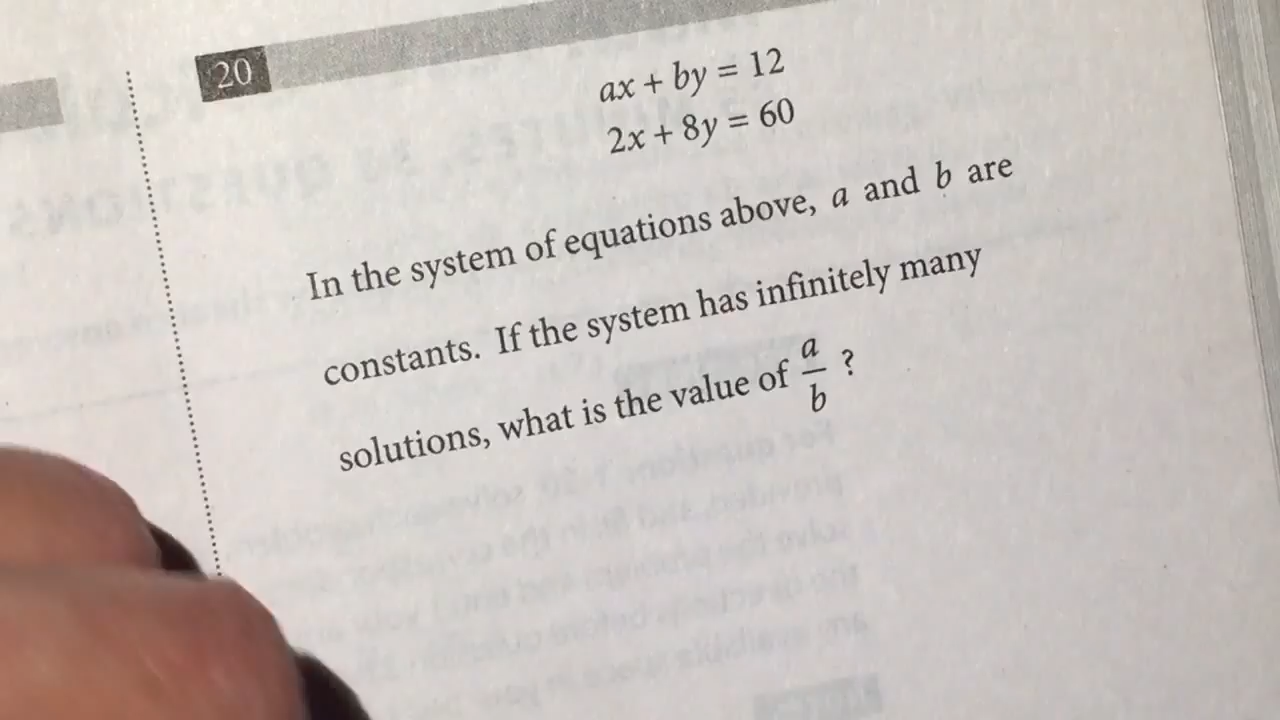 20
ax + by = 12
2x + 8y = 60
In the system of equations above, a and b are
constants. If the system has infinitely many
solutions, what is the value of a/b ?